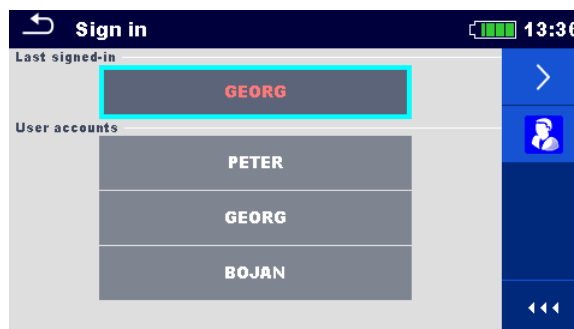 Sign in 13:36
Last signed-in
GEORG
User accounts
PETER
GEORG
BOJAN